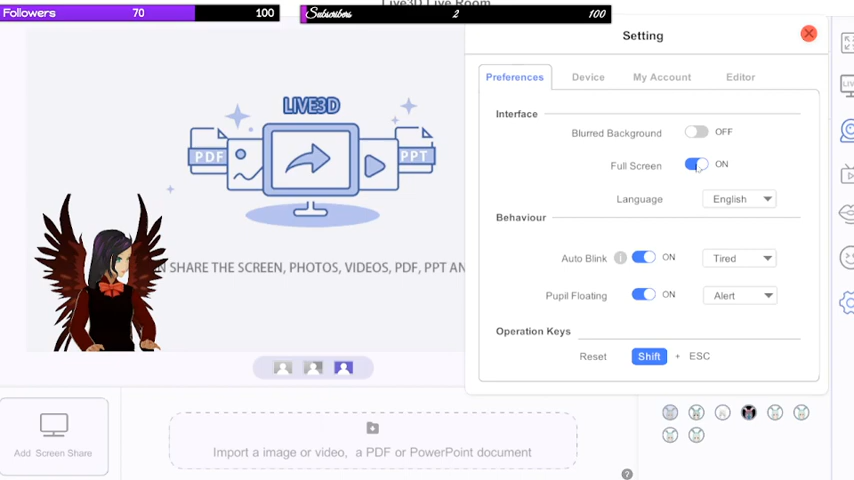 Live3D Live Room
Followers 70 100
Subscribers 2 100
Setting
Preferences Device My Account Editor
Interface
Blurred Background OFF
Full Screen ON
Language English
Behaviour
Auto Blink i ON Tired
Pupil Floating ON Alert
Operation Keys
Reset Shift + ESC
LIVE3D
PDF PPT
SHARE THE SCREEN, PHOTOS, VIDEOS, PDF, PPT
Add Screen Share
Import a image or video, a PDF or PowerPoint document
?